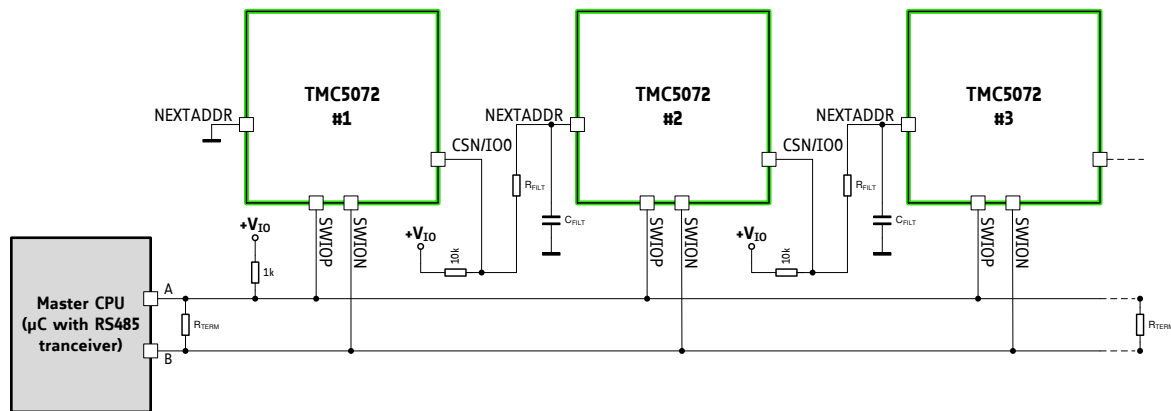 TMC5072
#1
TMC5072
#2
TMC5072
#3
NEXTADDR
NEXTADDR
NEXTADDR
CSN/IO0
CSN/IO0
RFILT
RFILT
CFILT
CFILT
SWIOP
SWION
SWIOP
SWION
SWIOP
SWION
+VIO
+VIO
+VIO
1k
10k
10k
Master CPU
(µC with RS485
tranceiver)
A
B
RTERM
RTERM